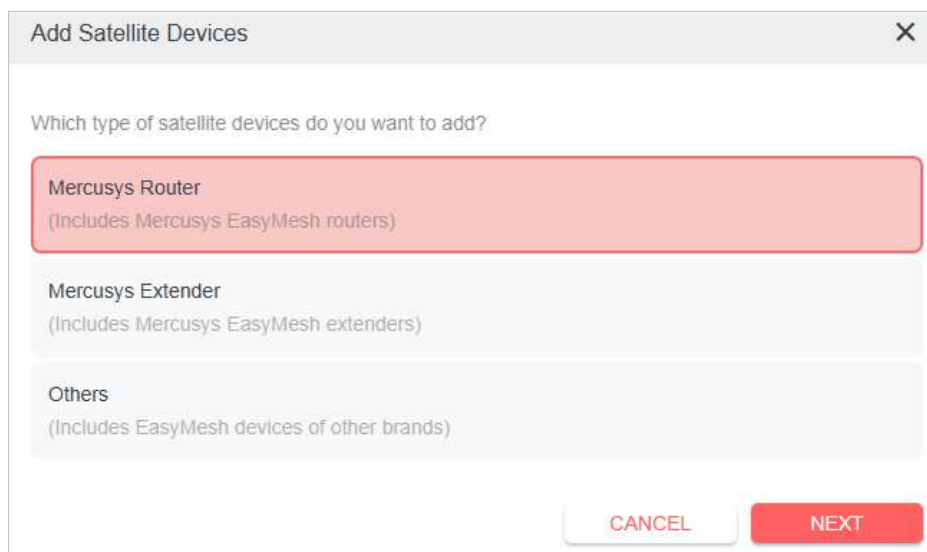 Add Satellite Devices
Which type of satellite devices do you want to add?
Mercusys Router
(Includes Mercusys EasyMesh routers)
Mercusys Extender
(Includes Mercusys EasyMesh extenders)
Others
(Includes EasyMesh devices of other brands)
CANCEL NEXT